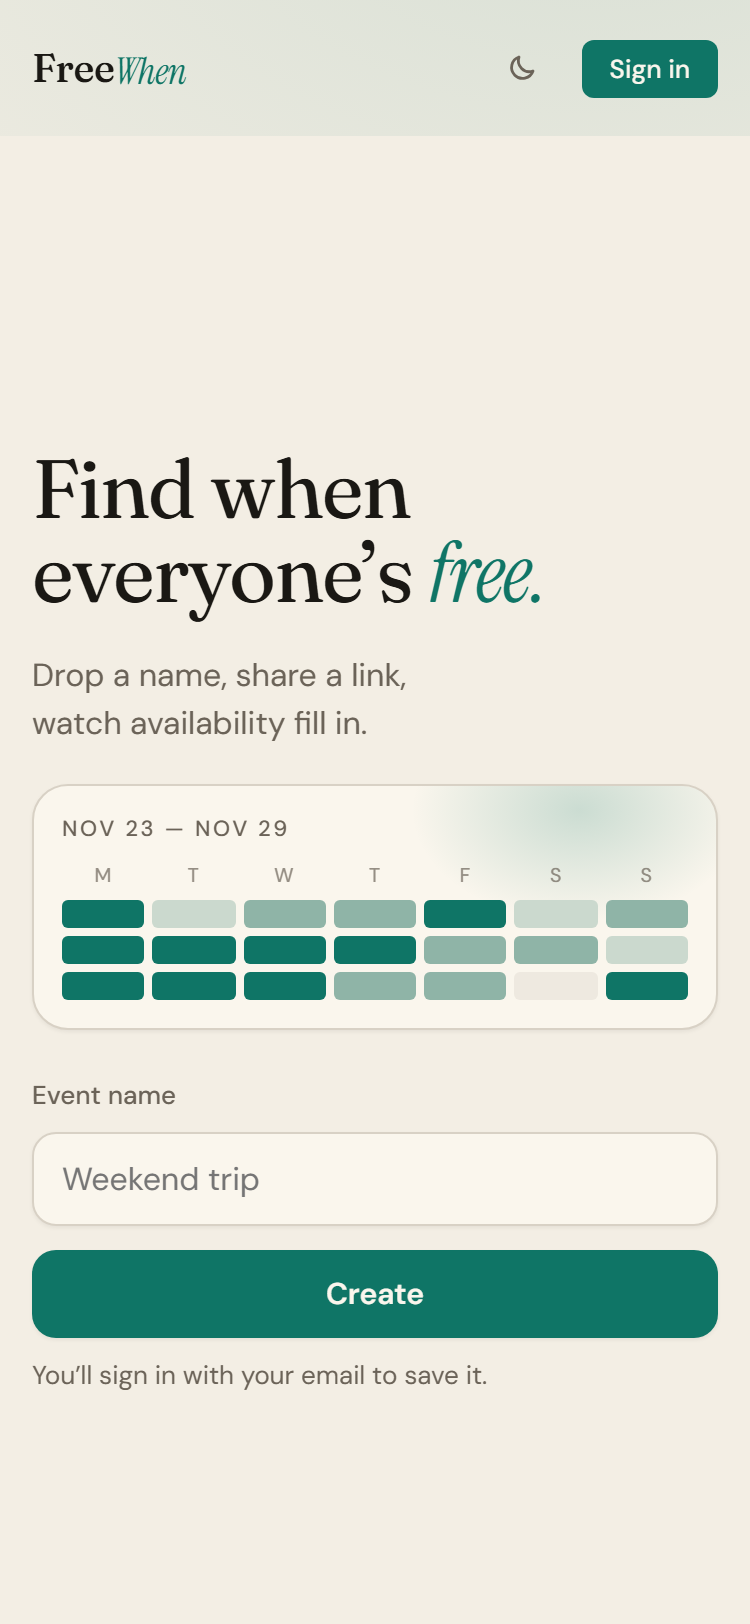 FreeWhen
Sign in
Find when
everyone’s free.
Drop a name, share a link,
watch availability fill in.
NOV 23 — NOV 29
M T W T F S S
Event name
Weekend trip
Create
You’ll sign in with your email to save it.